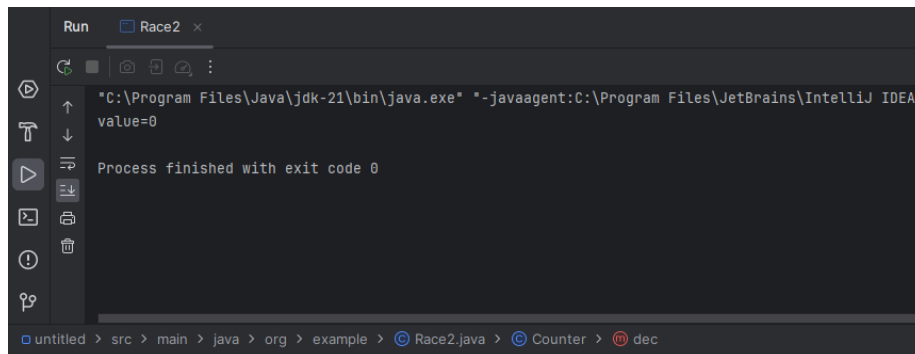 Run Race2 ×
"C:\Program Files\Java\jdk-21\bin\java.exe" "-javaagent:C:\Program Files\JetBrains\IntelliJ IDEA
value=0
Process finished with exit code 0
untitled > src > main > java > org > example > Race2.java > Counter > dec